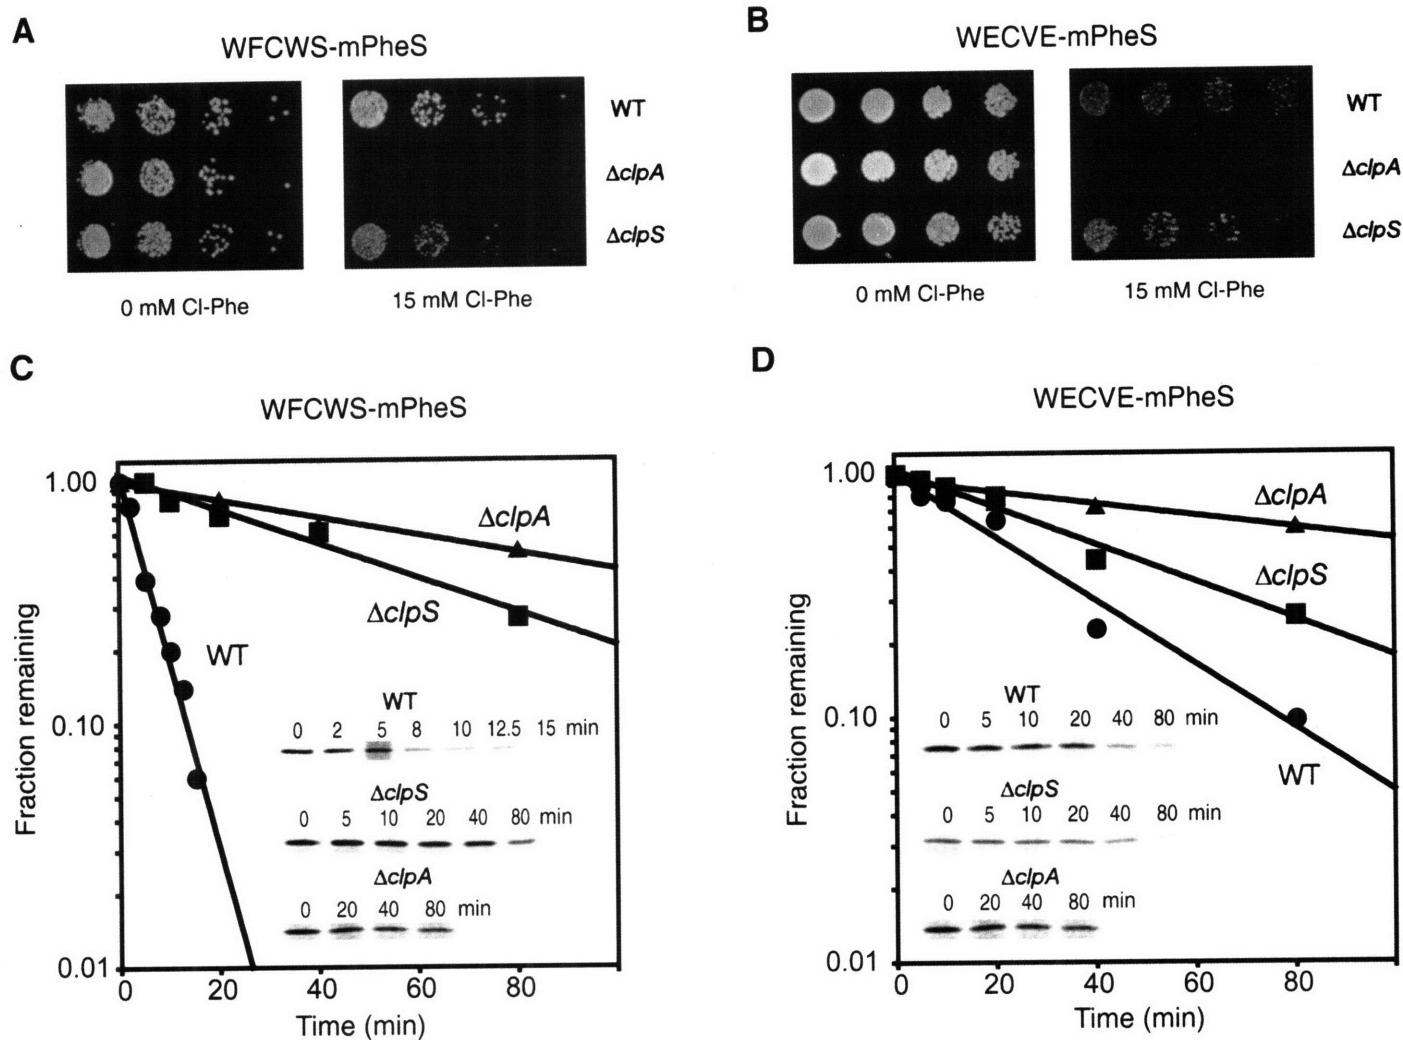 A
WFCWS-mPheS
WT
ΔclpA
ΔclpS
0 mM Cl-Phe
15 mM Cl-Phe
B
WECVE-mPheS
WT
ΔclpA
ΔclpS
0 mM Cl-Phe
15 mM Cl-Phe
C
WFCWS-mPheS
Fraction remaining
1.00
0.10
0.01
ΔclpA
ΔclpS
WT
WT
0 2 5 8 10 12.5 15 min
ΔclpS
0 5 10 20 40 80 min
ΔclpA
0 20 40 80 min
0 20 40 60 80
Time (min)
D
WECVE-mPheS
Fraction remaining
1.00
0.10
0.01
ΔclpA
ΔclpS
WT
WT
0 5 10 20 40 80 min
ΔclpS
0 5 10 20 40 80 min
ΔclpA
0 20 40 80 min
0 20 40 60 80
Time (min)